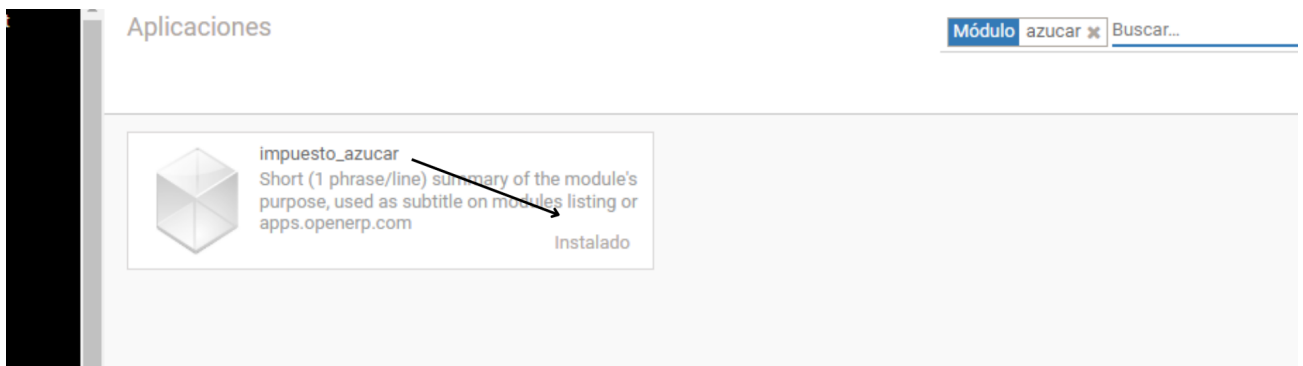 t
Aplicaciones
Módulo azucar ✖ Buscar...
impuesto_azucar
Short (1 phrase/line) summary of the module's
purpose, used as subtitle on modules listing or
apps.openerp.com
Instalado